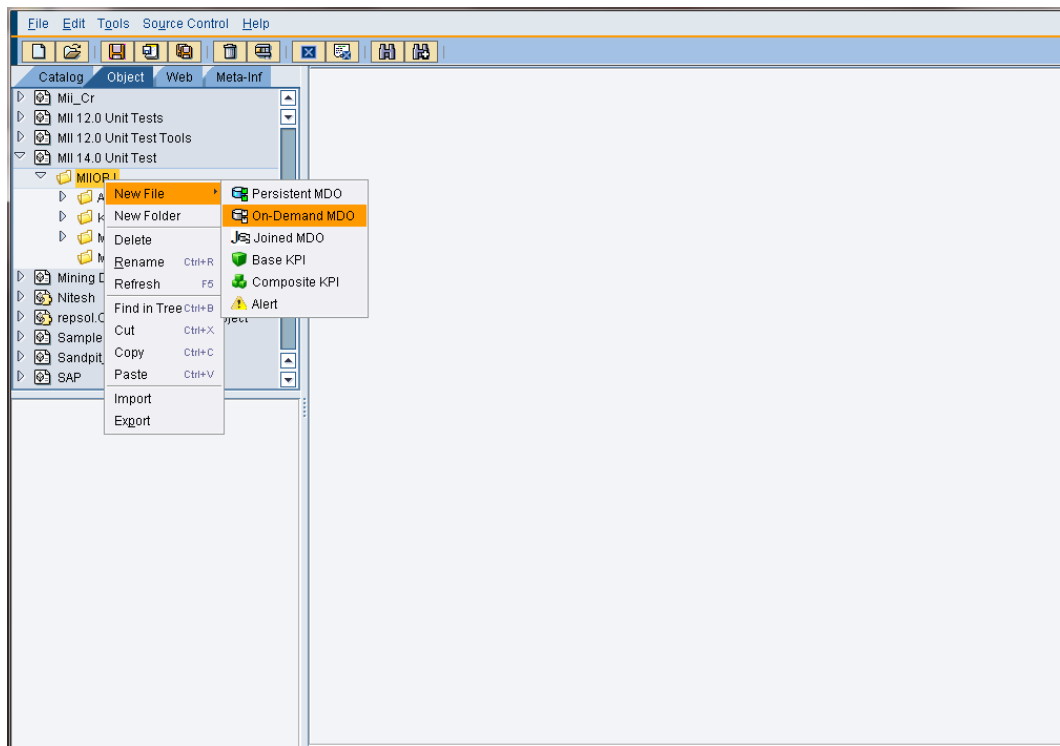 File Edit Tools Source Control Help
Catalog Object Web Meta-Inf
Mii_Cr
MII 12.0 Unit Tests
MII 12.0 Unit Test Tools
MII 14.0 Unit Test
New File
New Folder
Delete
Rename Ctrl+R
Refresh F5
Find in Tree Ctrl+B
Cut Ctrl+X
Copy Ctrl+C
Paste Ctrl+V
Import
Export
Persistent MDO
On-Demand MDO
Joined MDO
Base KPI
Composite KPI
Alert
Mining
Nitesh
Sample
SAP